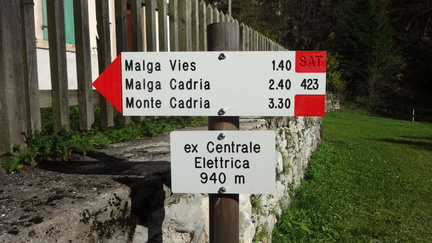 Malga Vies 1.40 SAT
Malga Cadria 2.40 423
Monte Cadria 3.30
ex Centrale
Elettrica
940 m